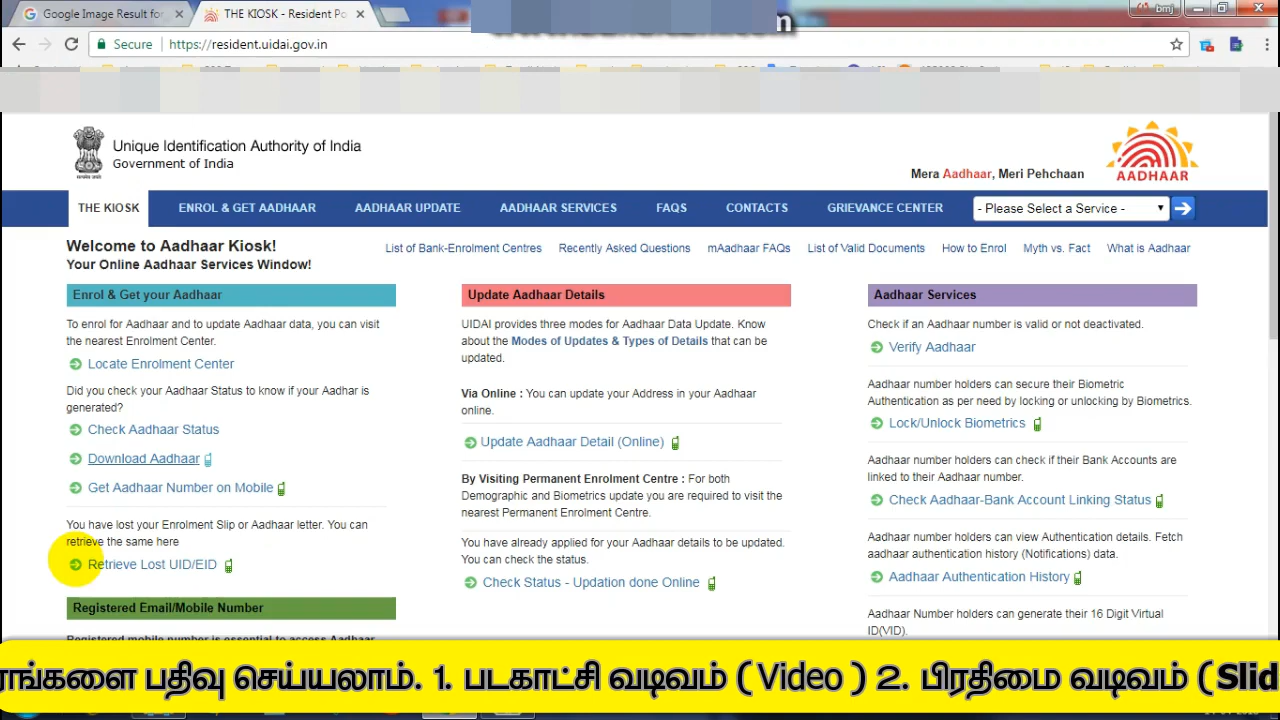 Google Image Result for
THE KIOSK - Resident Po
bmj
Secure
https://resident.uidai.gov.in
Unique Identification Authority of India
Government of India
Mera Aadhaar, Meri Pehchaan
AADHAAR
THE KIOSK
ENROL & GET AADHAAR
AADHAAR UPDATE
AADHAAR SERVICES
FAQS
CONTACTS
GRIEVANCE CENTER
- Please Select a Service -
Welcome to Aadhaar Kiosk!
Your Online Aadhaar Services Window!
List of Bank-Enrolment Centres
Recently Asked Questions
mAadhaar FAQs
List of Valid Documents
How to Enrol
Myth vs. Fact
What is Aadhaar
Enrol & Get your Aadhaar
To enrol for Aadhaar and to update Aadhaar data, you can visit
the nearest Enrolment Center.
Locate Enrolment Center
Did you check your Aadhaar Status to know if your Aadhar is
generated?
Check Aadhaar Status
Download Aadhaar
Get Aadhaar Number on Mobile
You have lost your Enrolment Slip or Aadhaar letter. You can
retrieve the same here
Retrieve Lost UID/EID
Registered Email/Mobile Number
Registered mobile number is essential to access Aadhaar
Update Aadhaar Details
UIDAI provides three modes for Aadhaar Data Update. Know
about the Modes of Updates & Types of Details that can be
updated.
Via Online : You can update your Address in your Aadhaar
online.
Update Aadhaar Detail (Online)
By Visiting Permanent Enrolment Centre : For both
Demographic and Biometrics update you are required to visit the
nearest Permanent Enrolment Centre.
You have already applied for your Aadhaar details to be updated.
You can check the status.
Check Status - Updation done Online
Aadhaar Services
Check if an Aadhaar number is valid or not deactivated.
Verify Aadhaar
Aadhaar number holders can secure their Biometric
Authentication as per need by locking or unlocking by Biometrics.
Lock/Unlock Biometrics
Aadhaar number holders can check if their Bank Accounts are
linked to their Aadhaar number.
Check Aadhaar-Bank Account Linking Status
Aadhaar number holders can view Authentication details. Fetch
aadhaar authentication history (Notifications) data.
Aadhaar Authentication History
Aadhaar Number holders can generate their 16 Digit Virtual
ID(VID).
ரங்களை பதிவு செய்யலாம். 1. படகாட்சி வடிவம் ( Video ) 2. பிரதிமை வடிவம் ( Slid